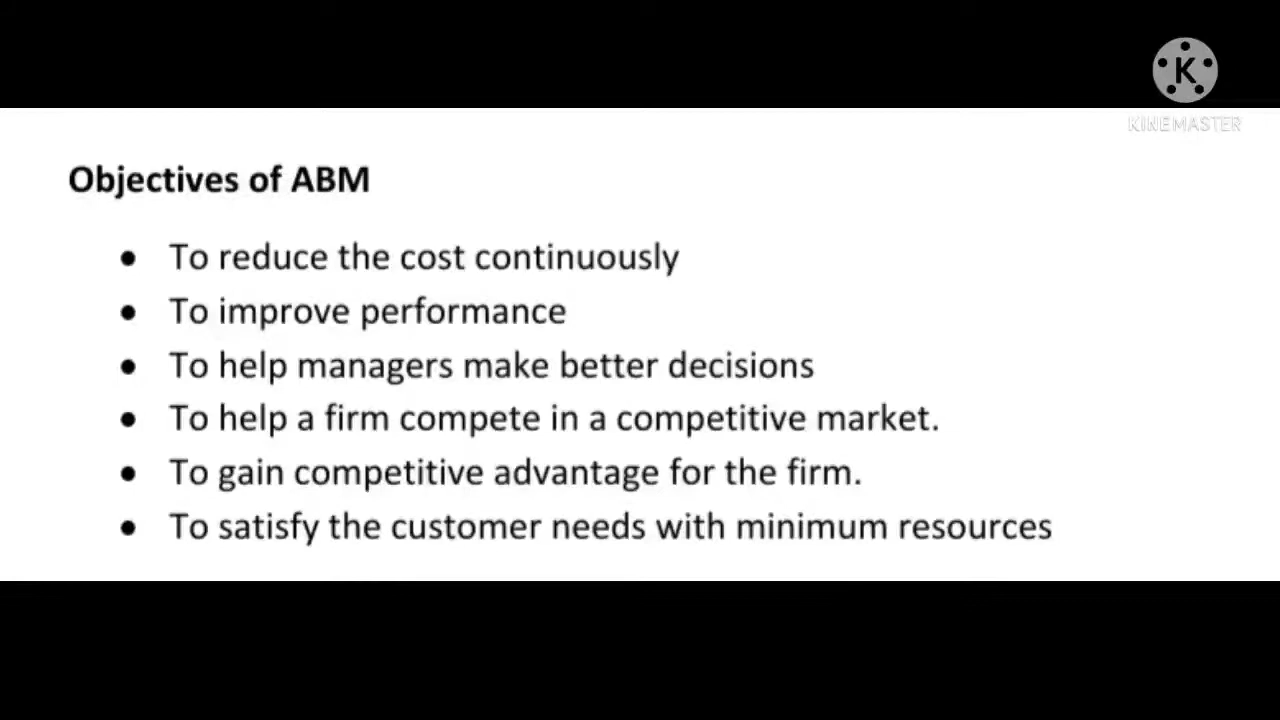 K
KINEMASTER
Objectives of ABM
• To reduce the cost continuously
• To improve performance
• To help managers make better decisions
• To help a firm compete in a competitive market.
• To gain competitive advantage for the firm.
• To satisfy the customer needs with minimum resources